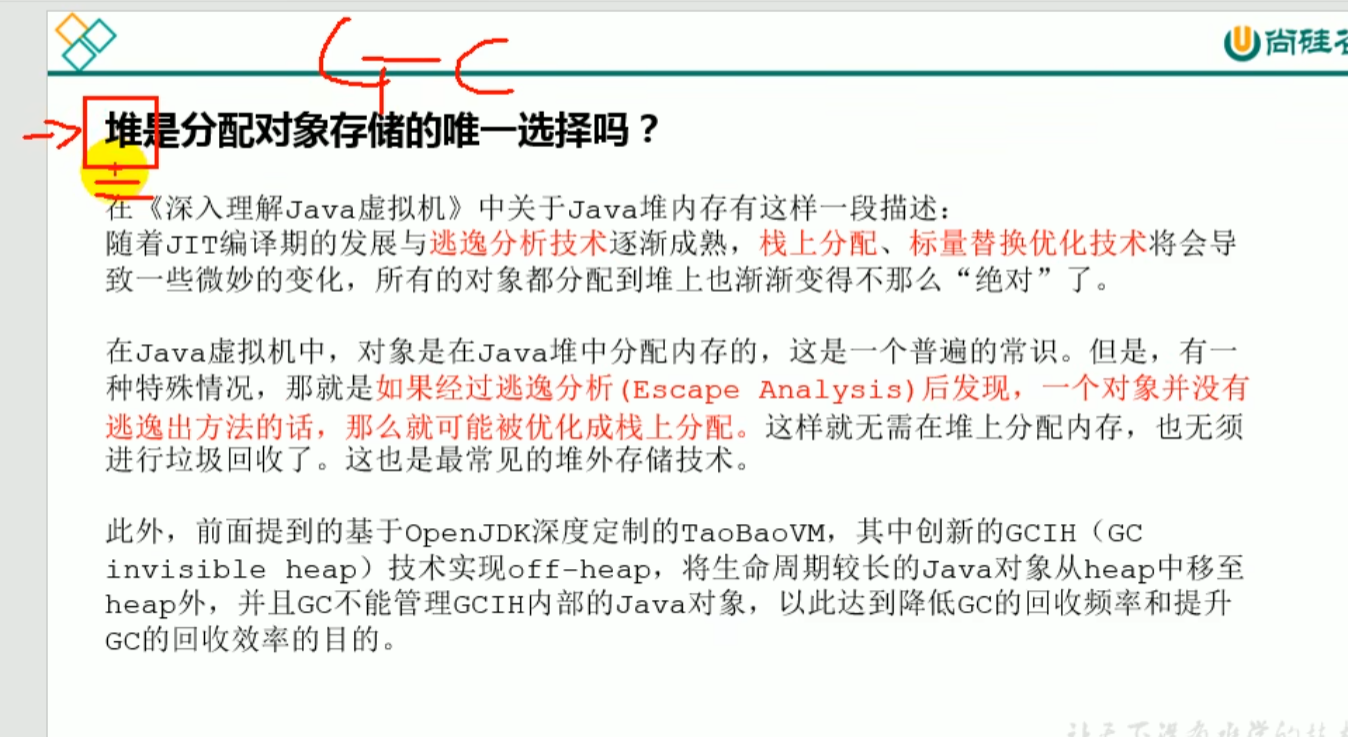 GC
尚硅谷
堆是分配对象存储的唯一选择吗？
在《深入理解Java虚拟机》中关于Java堆内存有这样一段描述：
随着JIT编译期的发展与逃逸分析技术逐渐成熟，栈上分配、标量替换优化技术将会导
致一些微妙的变化，所有的对象都分配到堆上也渐渐变得不那么“绝对”了。
在Java虚拟机中，对象是在Java堆中分配内存的，这是一个普遍的常识。但是，有一
种特殊情况，那就是如果经过逃逸分析(Escape Analysis)后发现，一个对象并没有
逃逸出方法的话，那么就可能被优化成栈上分配。这样就无需在堆上分配内存，也无须
进行垃圾回收了。这也是最常见的堆外存储技术。
此外，前面提到的基于OpenJDK深度定制的TaoBaoVM，其中创新的GCIH（GC
invisible heap）技术实现off-heap，将生命周期较长的Java对象从heap中移至
heap外，并且GC不能管理GCIH内部的Java对象，以此达到降低GC的回收频率和提升
GC的回收效率的目的。